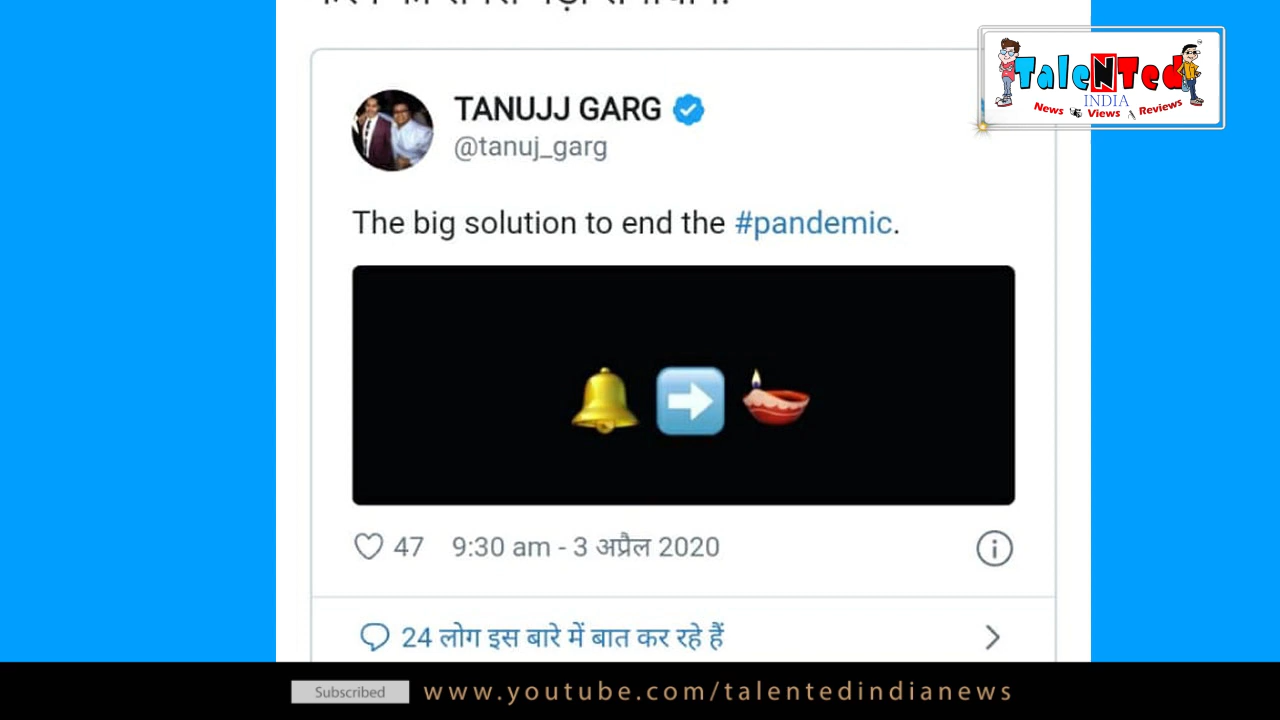 TaleNTed
INDIA
News Views Reviews
TANUJJ GARG
@tanuj_garg
The big solution to end the #pandemic.
47 9:30 am - 3 अप्रैल 2020
24 लोग इस बारे में बात कर रहे हैं
Subscribed www.youtube.com/talentedindianews